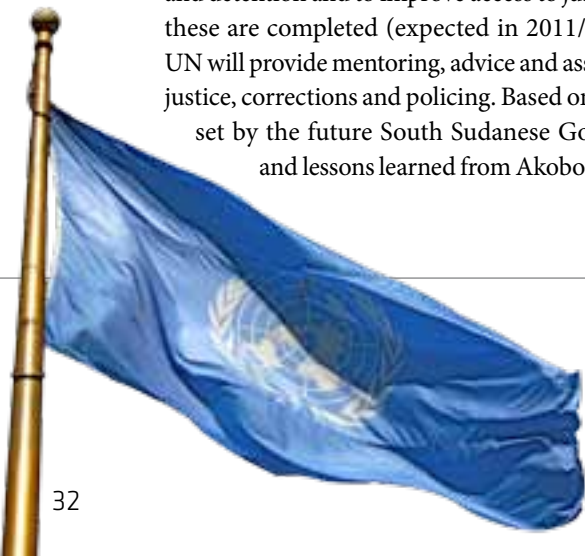 and detention and to improve access to
these are completed (expected in 2011/
UN will provide mentoring, advice and
justice, corrections and policing. Based
set by the future South Sudanese
and lessons learned from Akobo
32